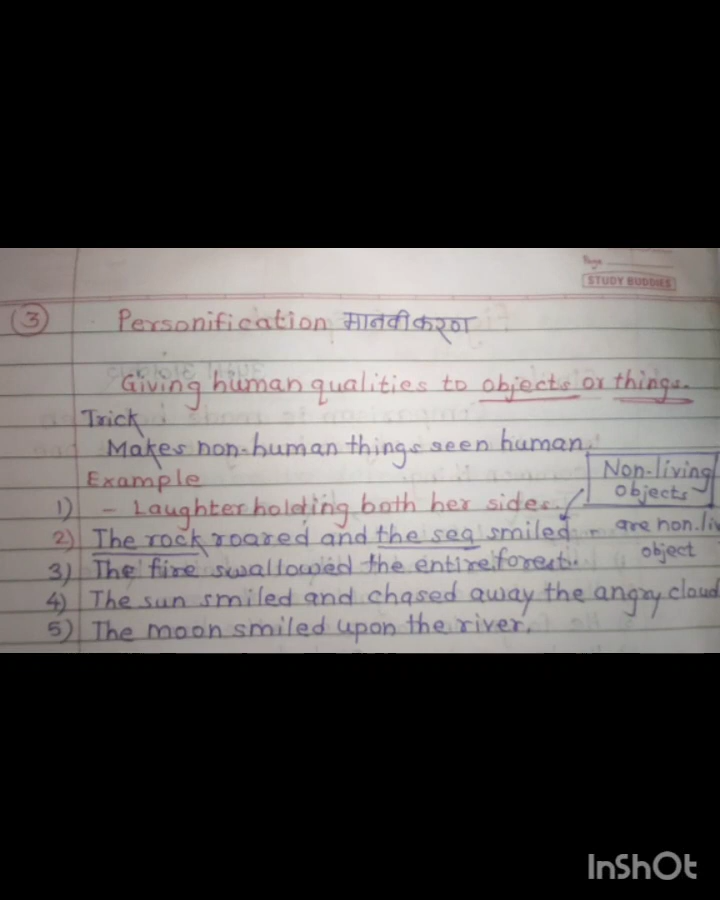 Page
STUDY BUDDIES
3 Personification मानवीकरण
Giving human qualities to objects or things.
Trick
Makes non-human things seen human.
Example
Non-living objects
1) - Laughter holding both her sides.
2) The rock roared and the sea smiled - are non.liv
object
3) The fire swallowed the entire forest.
4) The sun smiled and chased away the angry cloud
5) The moon smiled upon the river.
InShOt